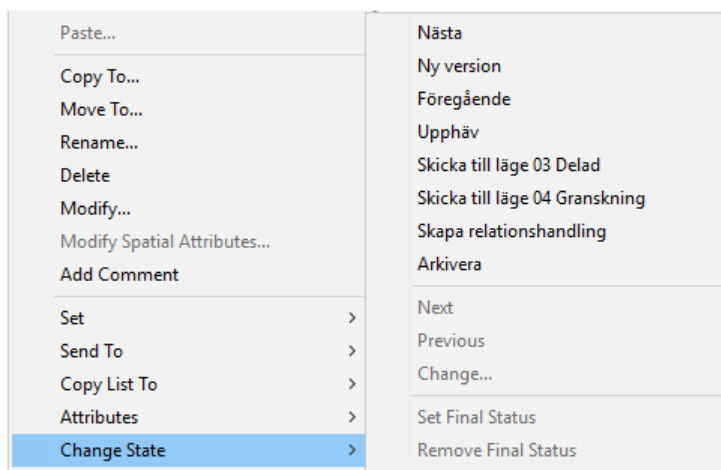 Paste...
Copy To...
Move To...
Rename...
Delete
Modify...
Modify Spatial Attributes...
Add Comment
Set
Send To
Copy List To
Attributes
Change State
Nästa
Ny version
Föregående
Upphäv
Skicka till läge 03 Delad
Skicka till läge 04 Granskning
Skapa relationshandling
Arkivera
Next
Previous
Change...
Set Final Status
Remove Final Status